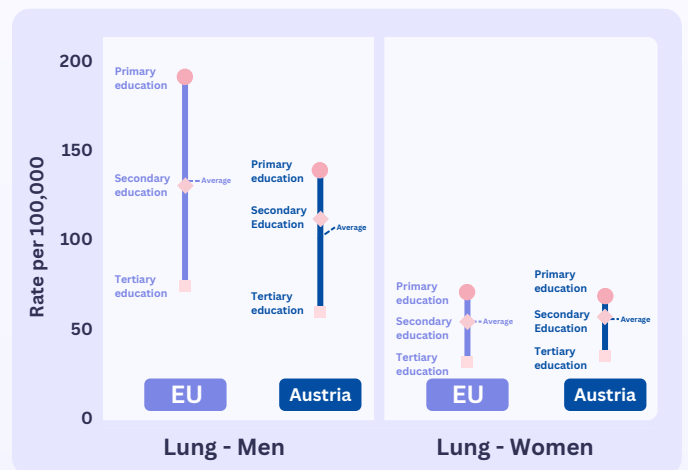 Rate per 100,000
200
150
100
50
0
Primary
education
Secondary
education
Average
Tertiary
education
EU
Primary
education
Secondary
Education
Average
Tertiary
education
Austria
Lung - Men
Primary
education
Secondary
education
Average
Tertiary
education
EU
Primary
education
Secondary
Education
Average
Tertiary
education
Austria
Lung - Women